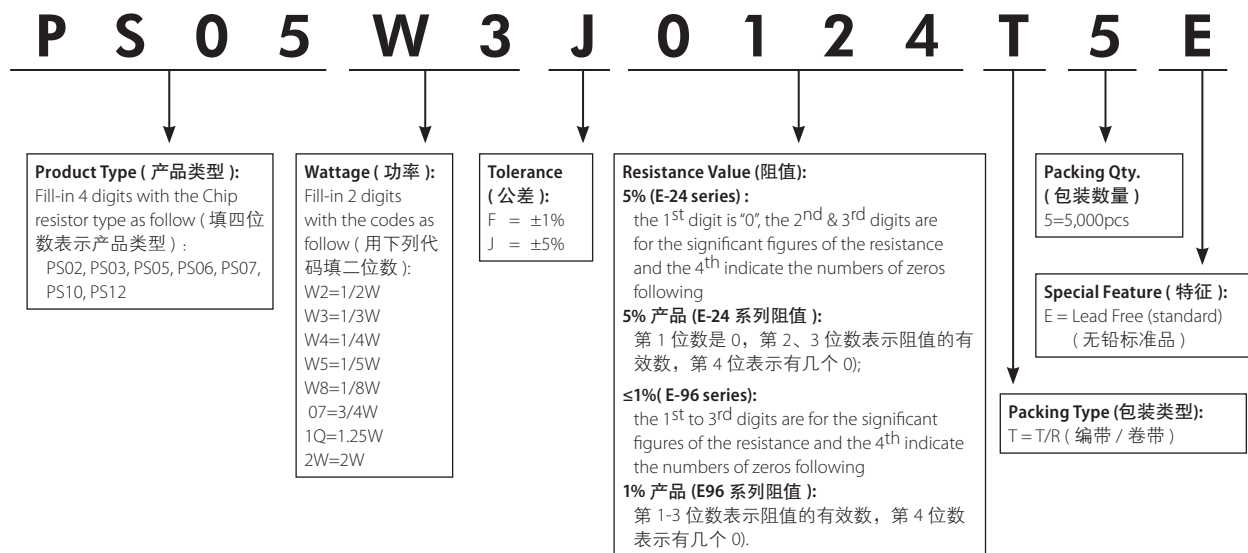 P S 0 5 W 3 J 0 1 2 4 T 5 E
Product Type ( 产品类型 ):
Fill-in 4 digits with the Chip
resistor type as follow ( 填四位
数表示产品类型 ) :
PS02, PS03, PS05, PS06, PS07,
PS10, PS12
Wattage ( 功率 ):
Fill-in 2 digits
with the codes as
follow ( 用下列代
码填二位数 ):
W2=1/2W
W3=1/3W
W4=1/4W
W5=1/5W
W8=1/8W
07=3/4W
1Q=1.25W
2W=2W
Tolerance
( 公差 ):
F = ±1%
J = ±5%
Resistance Value (阻值):
5% (E-24 series) :
the 1st digit is "0", the 2nd & 3rd digits are
for the significant figures of the resistance
and the 4th indicate the numbers of zeros
following
5% 产品 (E-24 系列阻值 ):
第 1 位数是 0，第 2、3 位数表示阻值的有
效数，第 4 位表示有几个 0);
≤1%( E-96 series):
the 1st to 3rd digits are for the significant
figures of the resistance and the 4th indicate
the numbers of zeros following
1% 产品 (E96 系列阻值 ):
第 1-3 位数表示阻值的有效数，第 4 位数
表示有几个 0).
Packing Qty.
( 包装数量 )
5=5,000pcs
Special Feature ( 特征 ):
E = Lead Free (standard)
( 无铅标准品 )
Packing Type (包装类型):
T = T/R ( 编带 / 卷带 )